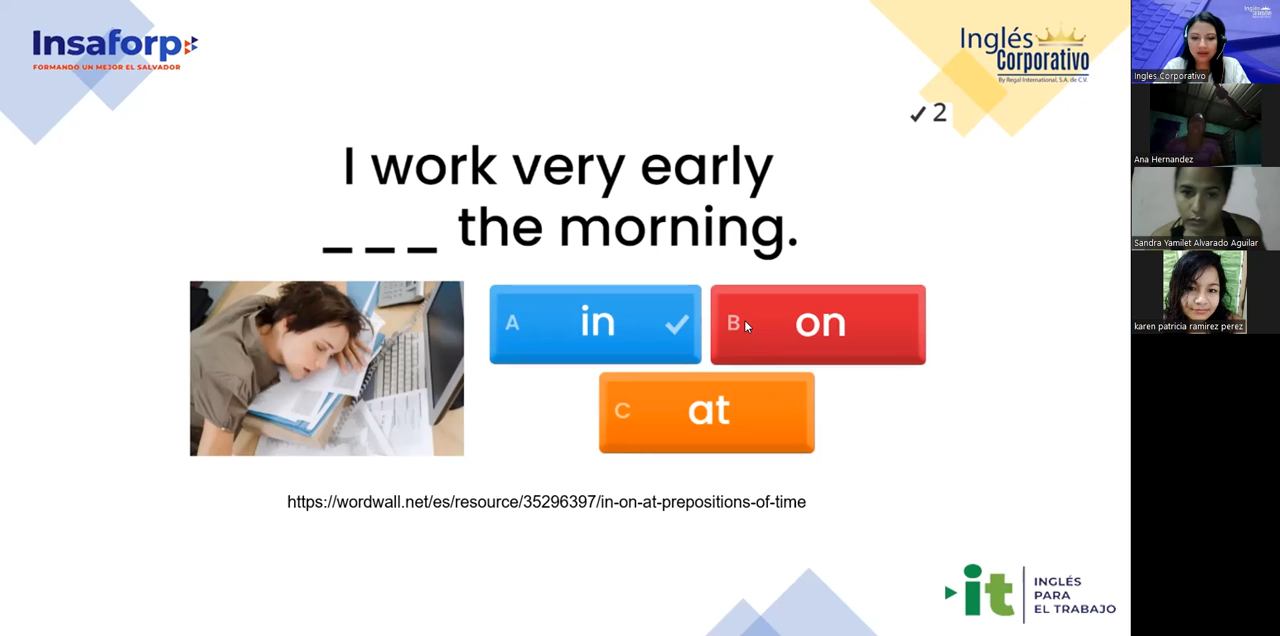 Insaforp
FORMANDO UN MEJOR EL SALVADOR
Inglés
Corporativo
By Regal International, S.A. de C.V.
✓ 2
I work very early
_ _ _ the morning.
A in ✓
B on
C at
https://wordwall.net/es/resource/35296397/in-on-at-prepositions-of-time
it
INGLÉS
PARA
EL TRABAJO
Ingles Corporativo
Ana Hernandez
Sandra Yamilet Alvarado Aguilar
karen patricia ramirez perez